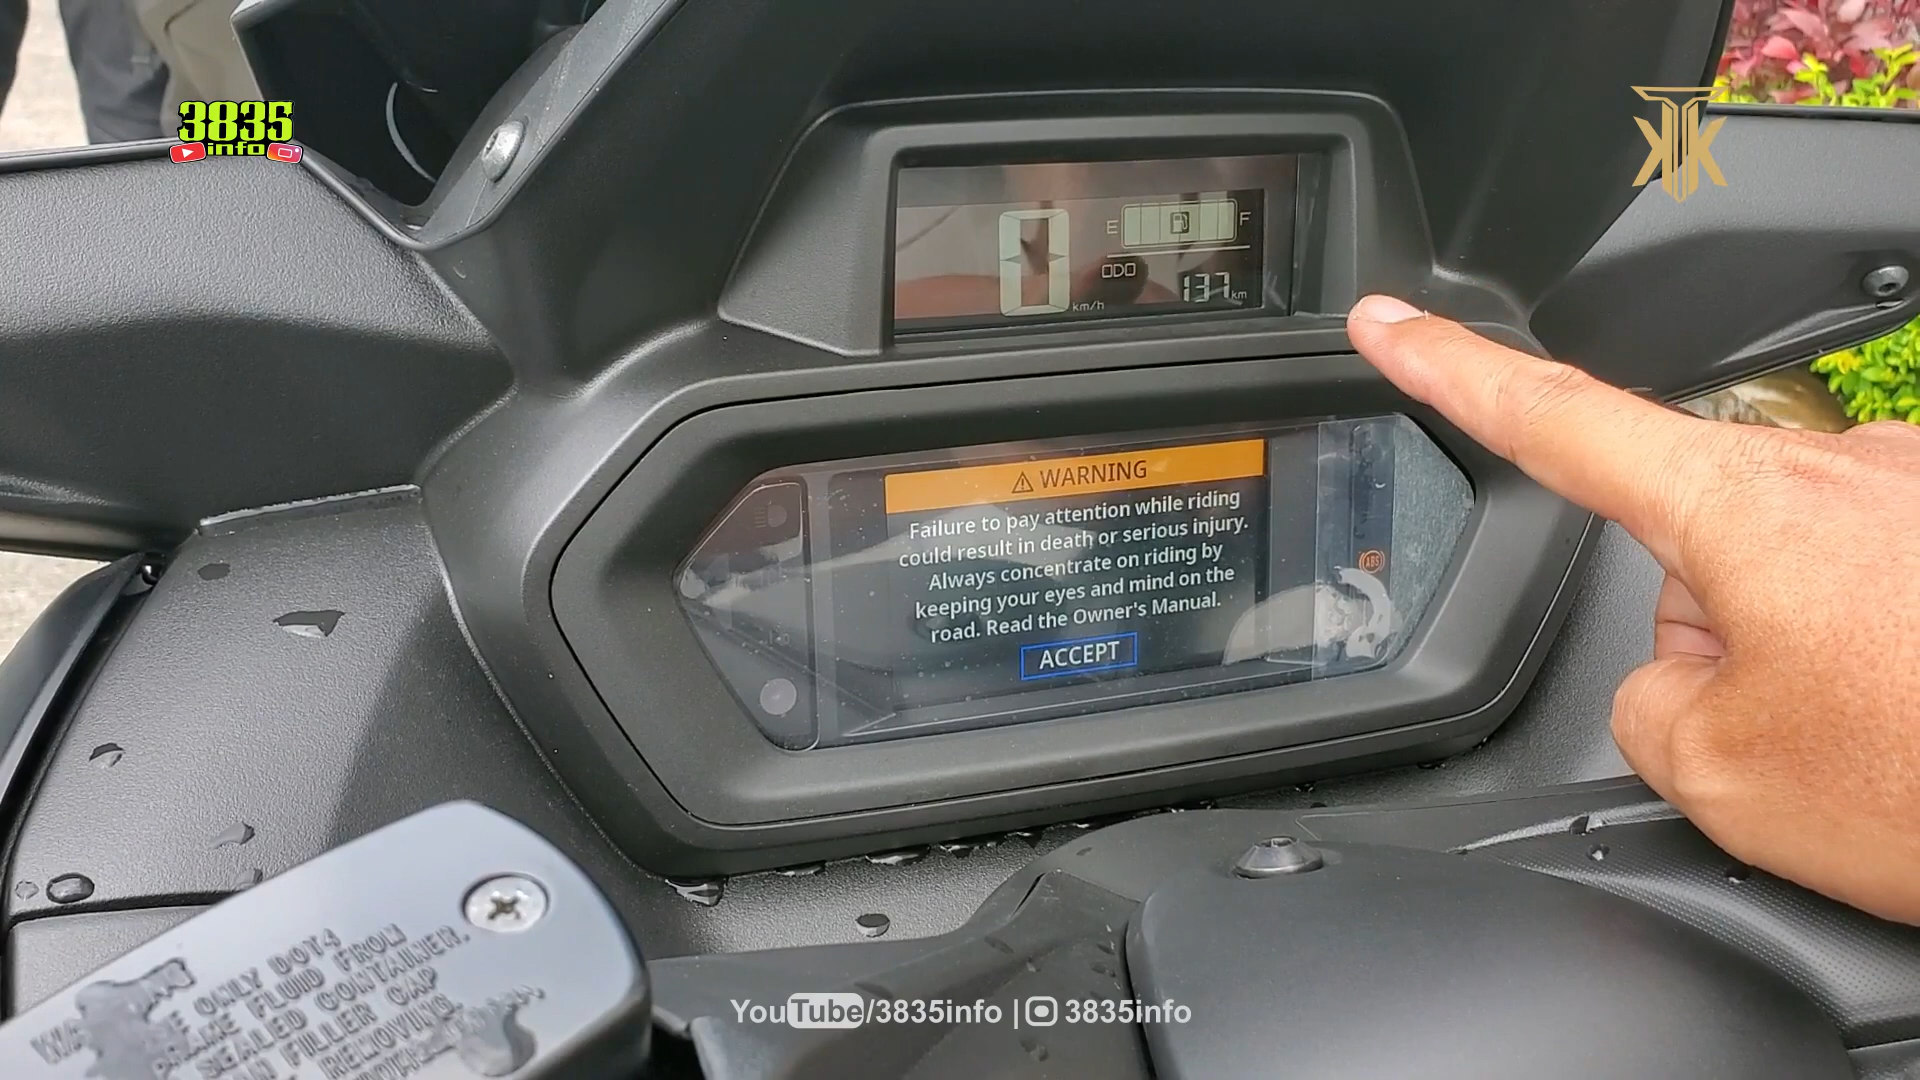 3835
info
0
km/h
E
F
ODO
137
km
WARNING
Failure to pay attention while riding
could result in death or serious injury.
Always concentrate on riding by
keeping your eyes and mind on the
road. Read the Owner's Manual.
ACCEPT
ABS
ONLY DOT4
FLUID FROM
SEALED CONTAINER.
FILLER CAP
REMOVING
YouTube/3835info | 3835info